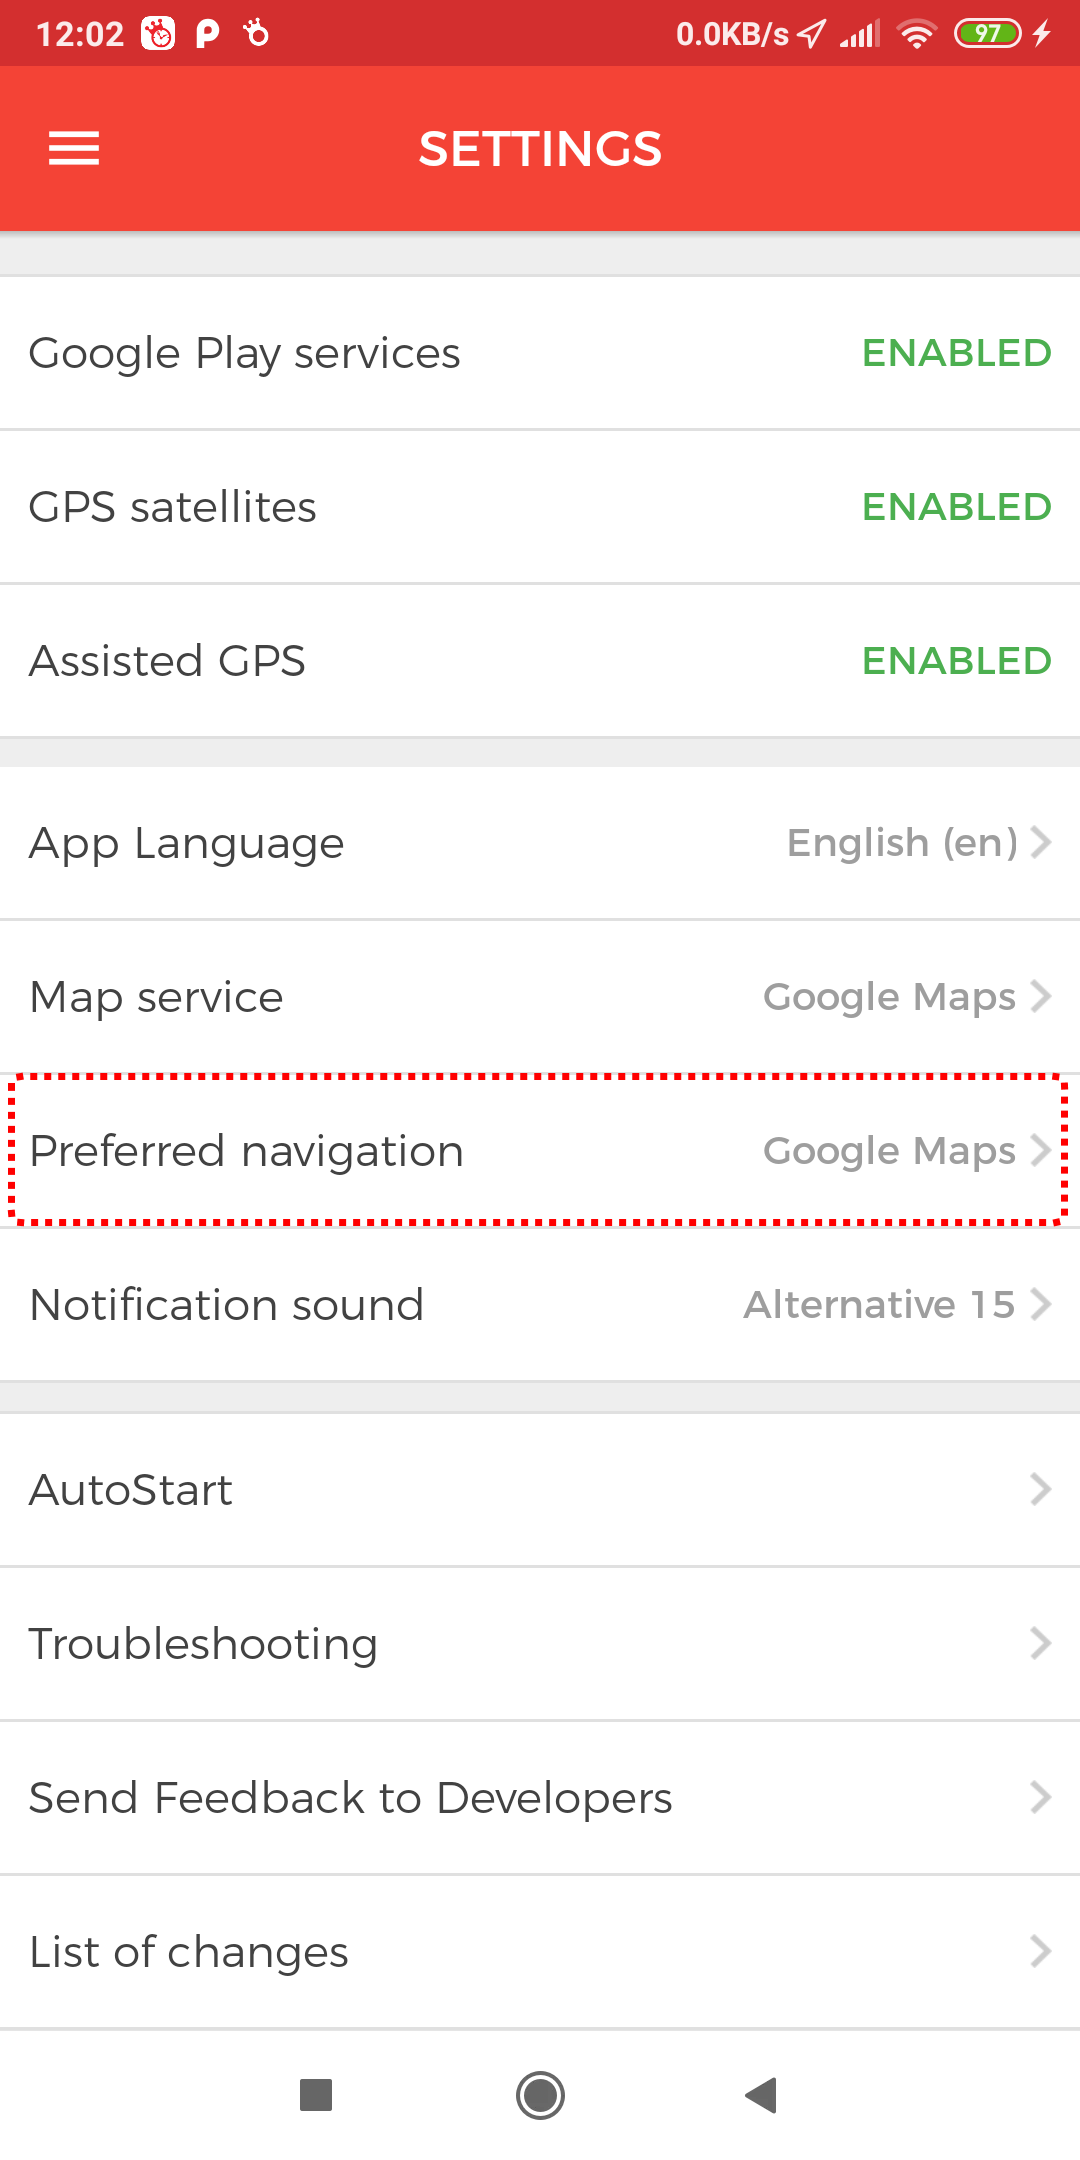 12:02 0.0KB/s 97
SETTINGS
Google Play services ENABLED
GPS satellites ENABLED
Assisted GPS ENABLED
App Language English (en)
Map service Google Maps
Preferred navigation Google Maps
Notification sound Alternative 15
AutoStart
Troubleshooting
Send Feedback to Developers
List of changes